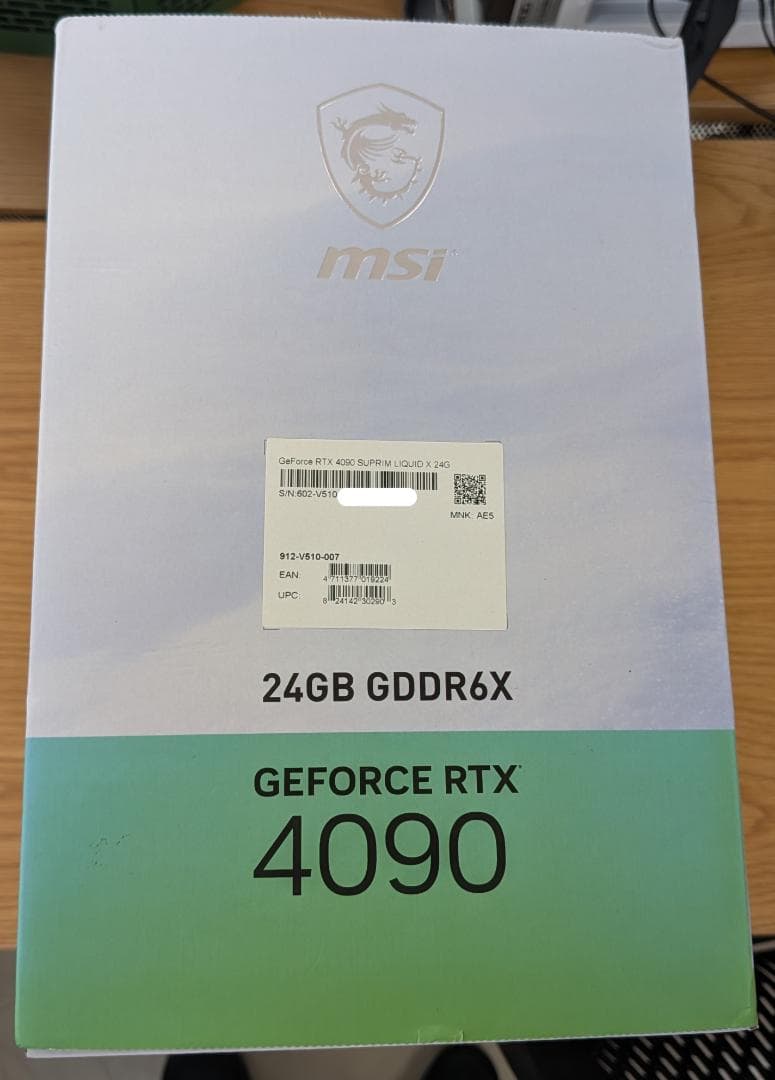 msi
GeForce RTX 4090 SUPRIM LIQUID X 24G
S/N:602-V510
MNK: AE5
912-V510-007
EAN: 4 711377 019224
UPC: 8 24142 30290 3
24GB GDDR6X
GEFORCE RTX
4090